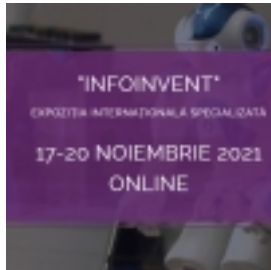 "INFOINVENT"
EXPOZIȚIA INTERNAȚIONALĂ SPECIALIZATĂ
17-20 NOIEMBRIE 2021
ONLINE